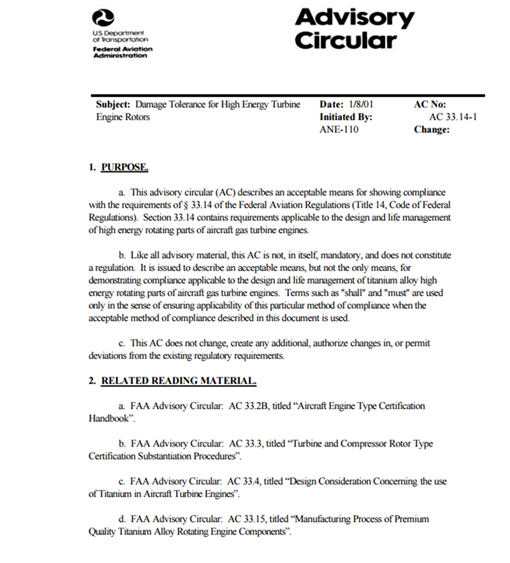 Advisory
Circular
U.S. Department
of Transportation
Federal Aviation
Administration
Subject: Damage Tolerance for High Energy Turbine
Engine Rotors
Date: 1/8/01
Initiated By:
ANE-110
AC No:
AC 33.14-1
Change:
1. PURPOSE.
a. This advisory circular (AC) describes an acceptable means for showing compliance
with the requirements of § 33.14 of the Federal Aviation Regulations (Title 14, Code of Federal
Regulations). Section 33.14 contains requirements applicable to the design and life management
of high energy rotating parts of aircraft gas turbine engines.
b. Like all advisory material, this AC is not, in itself, mandatory, and does not constitute
a regulation. It is issued to describe an acceptable means, but not the only means, for
demonstrating compliance applicable to the design and life management of titanium alloy high
energy rotating parts of aircraft gas turbine engines. Terms such as "shall" and "must" are used
only in the sense of ensuring applicability of this particular method of compliance when the
acceptable method of compliance described in this document is used.
c. This AC does not change, create any additional, authorize changes in, or permit
deviations from the existing regulatory requirements.
2. RELATED READING MATERIAL.
a. FAA Advisory Circular: AC 33.2B, titled “Aircraft Engine Type Certification
Handbook”.
b. FAA Advisory Circular: AC 33.3, titled “Turbine and Compressor Rotor Type
Certification Substantiation Procedures”.
c. FAA Advisory Circular: AC 33.4, titled “Design Consideration Concerning the use
of Titanium in Aircraft Turbine Engines”.
d. FAA Advisory Circular: AC 33.15, titled “Manufacturing Process of Premium
Quality Titanium Alloy Rotating Engine Components”.